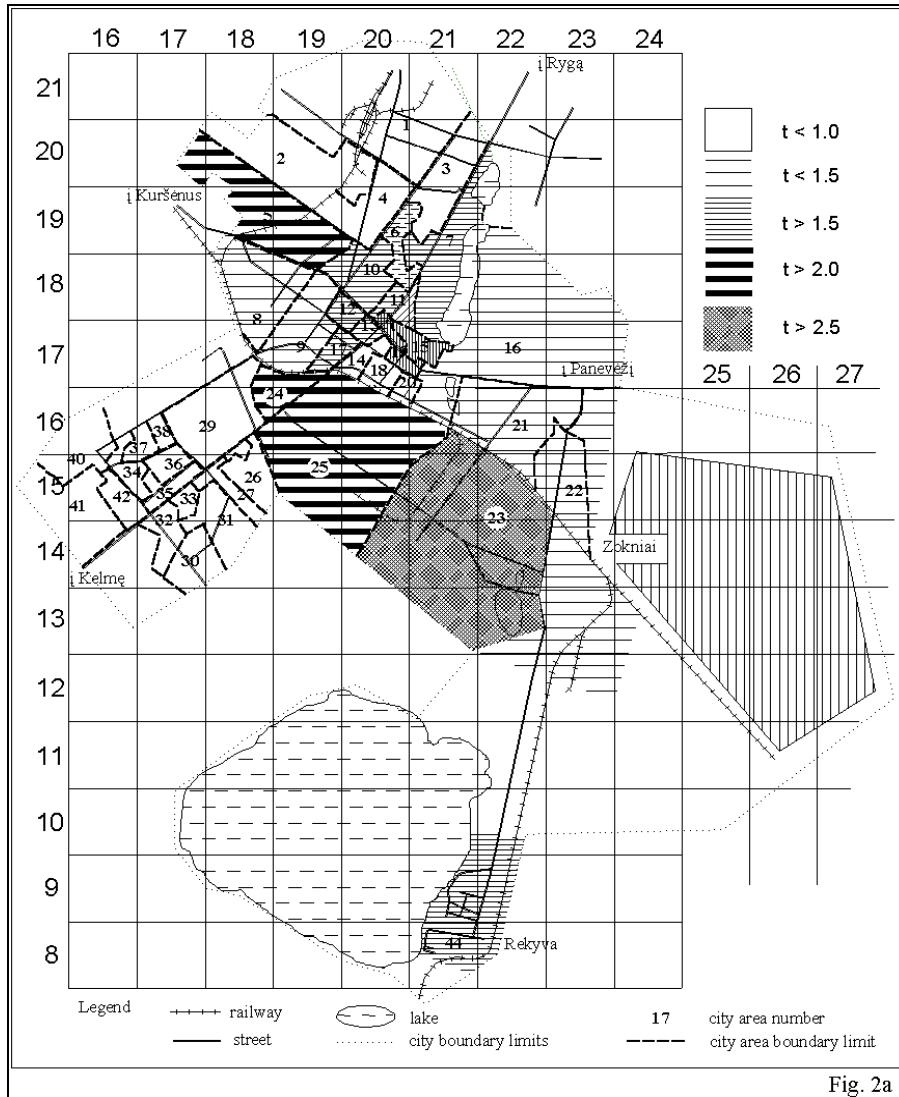 16 17 18 19 20 21 22 23 24
į Rygą
21
1
t < 1.0
20
2
3
t < 1.5
į Kuršėnus
4
19
t > 1.5
6
7
18
10
t > 2.0
11
8
12
13
t > 2.5
17
9
17
14
18
16
20
į Panevėžį
25 26 27
24
16
29
21
38
37
40
36
25
26
15
34
22
35
27
41
42
33
23
32
31
14
Zokniai
30
į Kelmę
13
12
11
10
9
8
44
Rekyva
Legend
railway
lake
17
city area number
street
city boundary limits
city area boundary limit
Fig. 2a